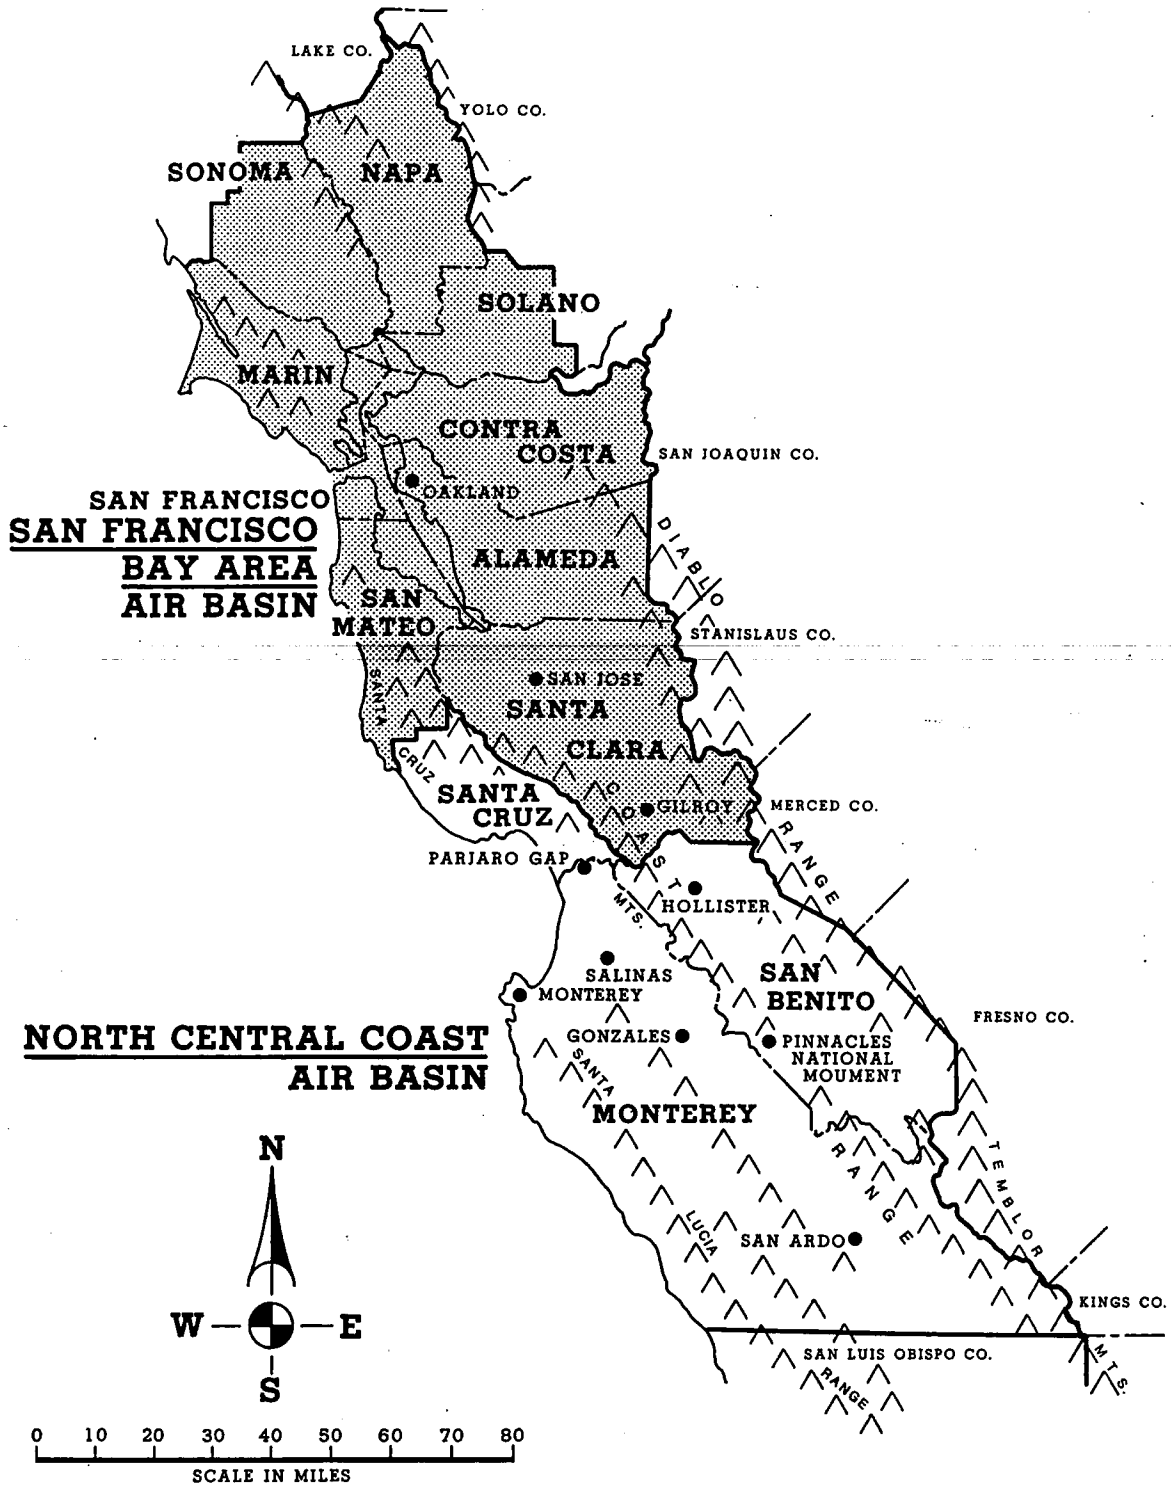 LAKE CO.
YOLO CO.
SONOMA
NAPA
SOLANO
MARIN
CONTRA
COSTA
SAN JOAQUIN CO.
OAKLAND
SAN FRANCISCO
SAN FRANCISCO
BAY AREA
AIR BASIN
DIABLO
ALAMEDA
SAN
MATEO
STANISLAUS CO.
SANTA
SAN JOSE
SANTA
CLARA
CRUZ
SANTA
CRUZ
COAST
GILROY
MERCED CO.
RANGE
PARJARO GAP
MTS.
HOLLISTER
SALINAS
MONTEREY
SAN
BENITO
GONZALES
FRESNO CO.
NORTH CENTRAL COAST
AIR BASIN
PINNACLES
NATIONAL
MOUMENT
SANTA
MONTEREY
RANGE
TEMBLOR
LUCIA
SAN ARDO
KINGS CO.
SAN LUIS OBISPO CO.
RANGE
MTS.
N
W
E
S
0 10 20 30 40 50 60 70 80
SCALE IN MILES